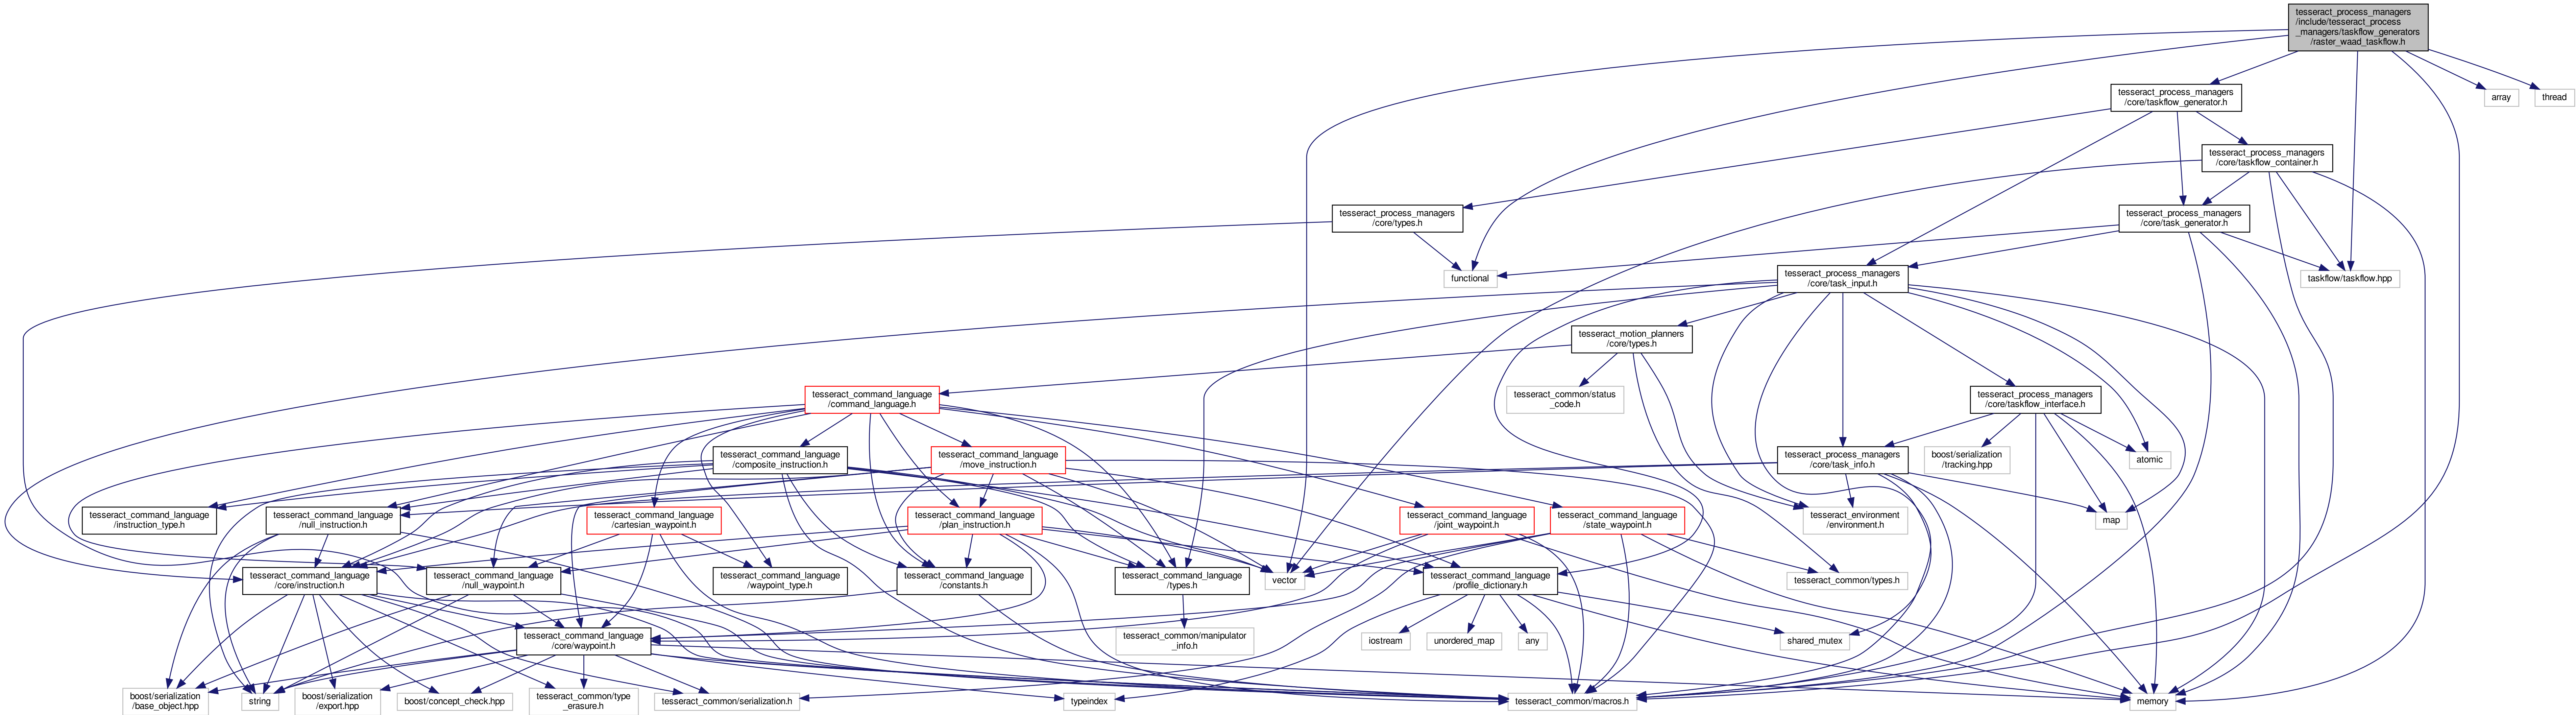 tesseract_process_managers
/include/tesseract_process
_managers/taskflow_generators
/raster_waad_taskflow.h
tesseract_process_managers
/core/taskflow_generator.h
array
thread
tesseract_process_managers
/core/taskflow_container.h
tesseract_process_managers
/core/types.h
tesseract_process_managers
/core/task_generator.h
functional
tesseract_process_managers
/core/task_input.h
taskflow/taskflow.hpp
tesseract_motion_planners
/core/types.h
tesseract_command_language
/command_language.h
tesseract_common/status
_code.h
tesseract_process_managers
/core/taskflow_interface.h
tesseract_command_language
/composite_instruction.h
tesseract_command_language
/move_instruction.h
tesseract_process_managers
/core/task_info.h
boost/serialization
/tracking.hpp
atomic
tesseract_command_language
/instruction_type.h
tesseract_command_language
/null_instruction.h
tesseract_command_language
/cartesian_waypoint.h
tesseract_command_language
/plan_instruction.h
tesseract_command_language
/joint_waypoint.h
tesseract_command_language
/state_waypoint.h
tesseract_environment
/environment.h
map
tesseract_command_language
/core/instruction.h
tesseract_command_language
/null_waypoint.h
tesseract_command_language
/waypoint_type.h
tesseract_command_language
/constants.h
tesseract_command_language
/types.h
vector
tesseract_command_language
/profile_dictionary.h
tesseract_common/types.h
tesseract_command_language
/core/waypoint.h
tesseract_common/manipulator
_info.h
iostream
unordered_map
any
shared_mutex
boost/serialization
/base_object.hpp
string
boost/serialization
/export.hpp
boost/concept_check.hpp
tesseract_common/type
_erasure.h
tesseract_common/serialization.h
typeindex
tesseract_common/macros.h
memory